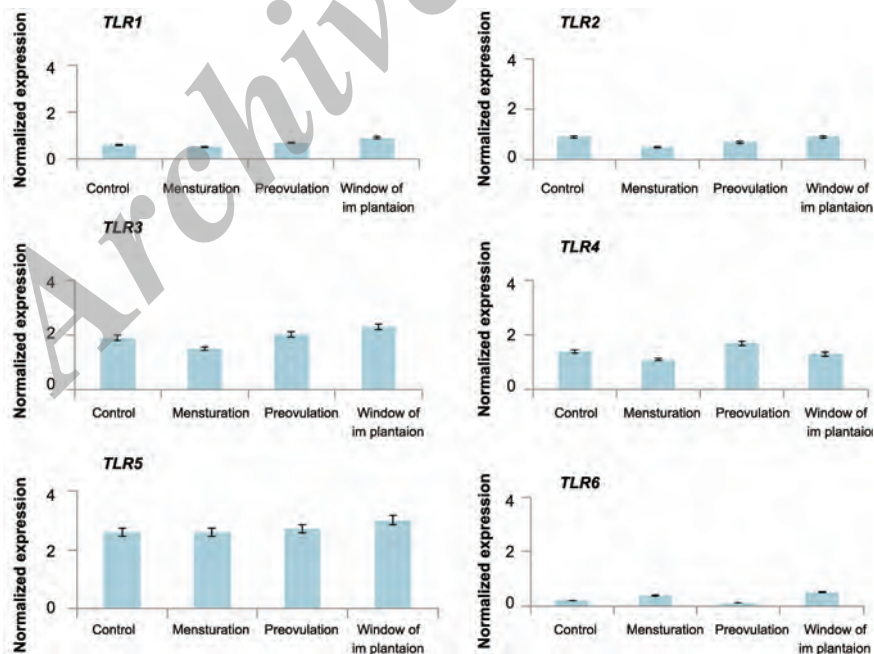 TLR1
Normalized expression
4
2
0
Control Mensturation Preovulation Window of
im plantaion
TLR2
Normalized expression
4
2
0
Control Mensturation Preovulation Window of
im plantaion
TLR3
Normalized expression
4
2
0
Control Mensturation Preovulation Window of
im plantaion
TLR4
Normalized expression
4
2
0
Control Mensturation Preovulation Window of
im plantaion
TLR5
Normalized expression
4
2
0
Control Mensturation Preovulation Window of
im plantaion
TLR6
Normalized expression
4
2
0
Control Mensturation Preovulation Window of
im plantaion
Archive